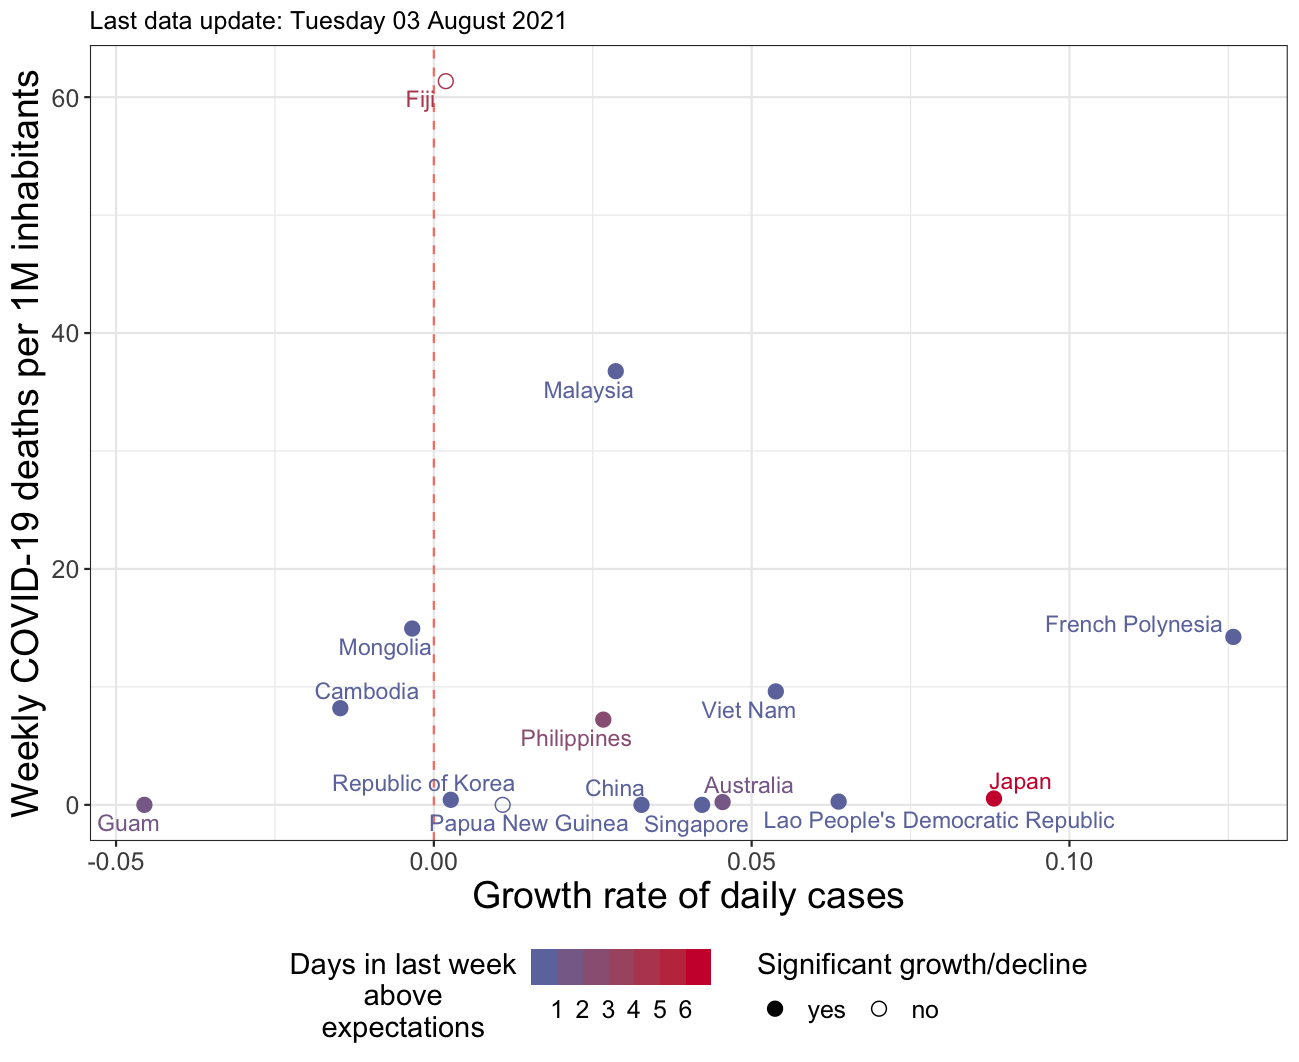 Last data update: Tuesday 03 August 2021
Weekly COVID-19 deaths per 1M inhabitants
60
40
20
0
Fiji
Malaysia
French Polynesia
Mongolia
Cambodia
Viet Nam
Philippines
Republic of Korea
China
Australia
Japan
Guam
Papua New Guinea
Singapore
Lao People's Democratic Republic
-0.05
0.00
0.05
0.10
Growth rate of daily cases
Days in last week
above
expectations
1 2 3 4 5 6
Significant growth/decline
yes
no